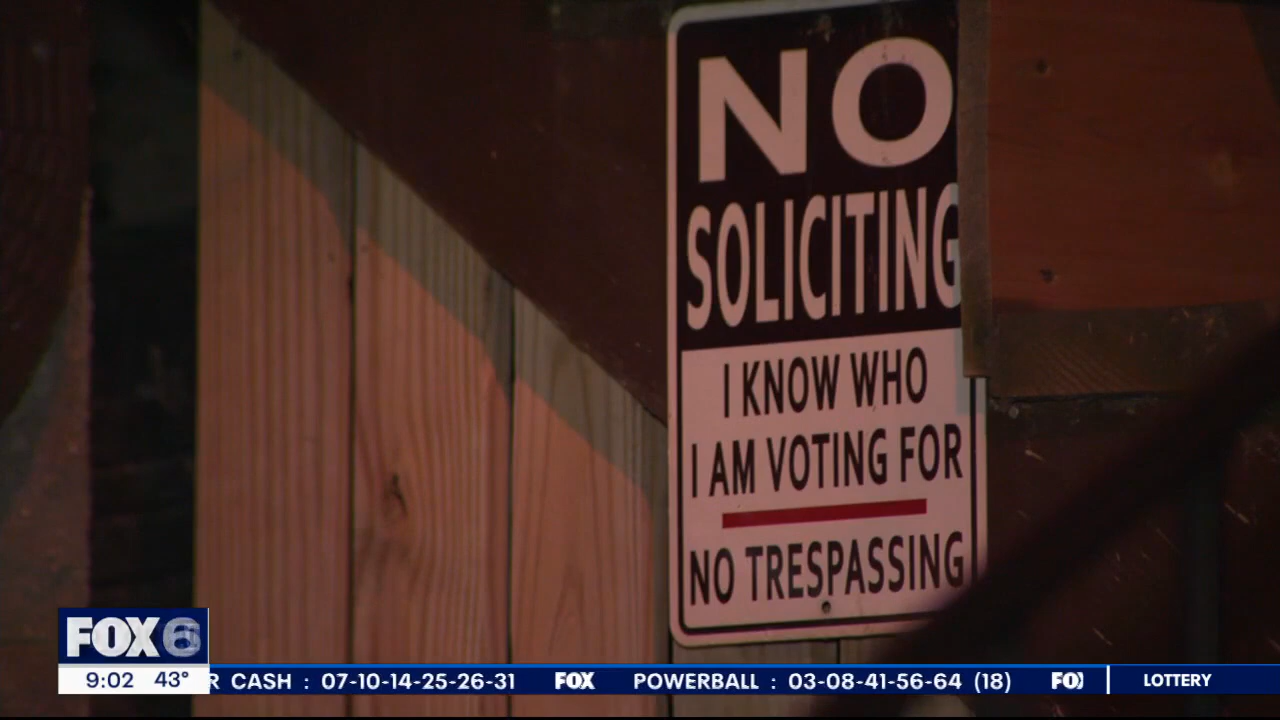 NO
SOLICITING
I KNOW WHO
I AM VOTING FOR
NO TRESPASSING
FOX6
9:02 43°
R CASH : 07-10-14-25-26-31 FOX POWERBALL : 03-08-41-56-64 (18) FOX LOTTERY